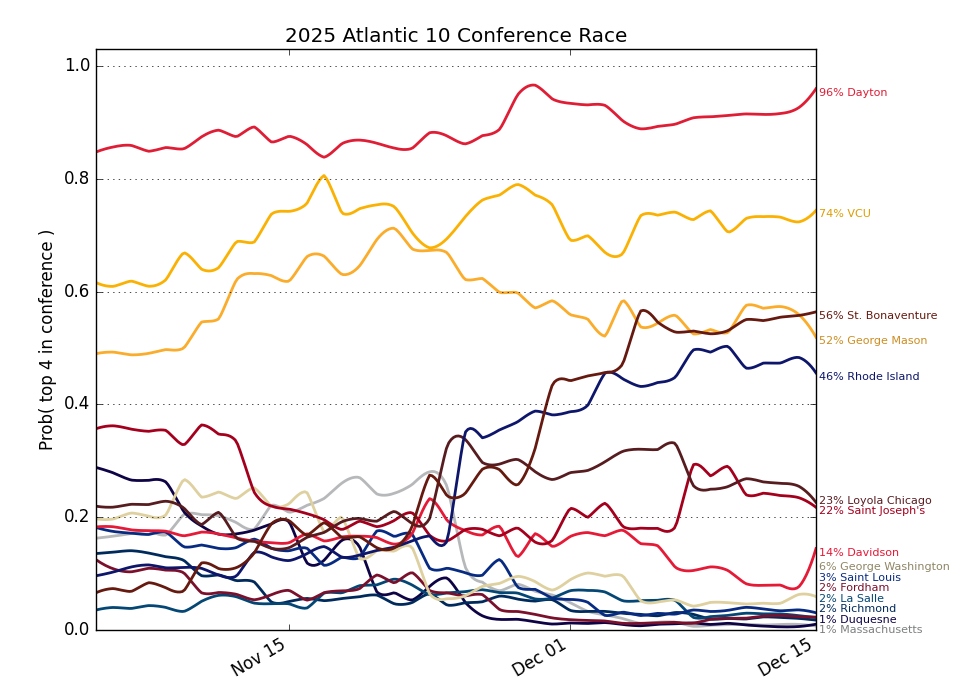 2025 Atlantic 10 Conference Race
Prob( top 4 in conference )
1.0
0.8
0.6
0.4
0.2
0.0
Nov 15
Dec 01
Dec 15
96% Dayton
74% VCU
56% St. Bonaventure
52% George Mason
46% Rhode Island
23% Loyola Chicago
22% Saint Joseph's
14% Davidson
6% George Washington
3% Saint Louis
2% Fordham
2% La Salle
2% Richmond
1% Duquesne
1% Massachusetts